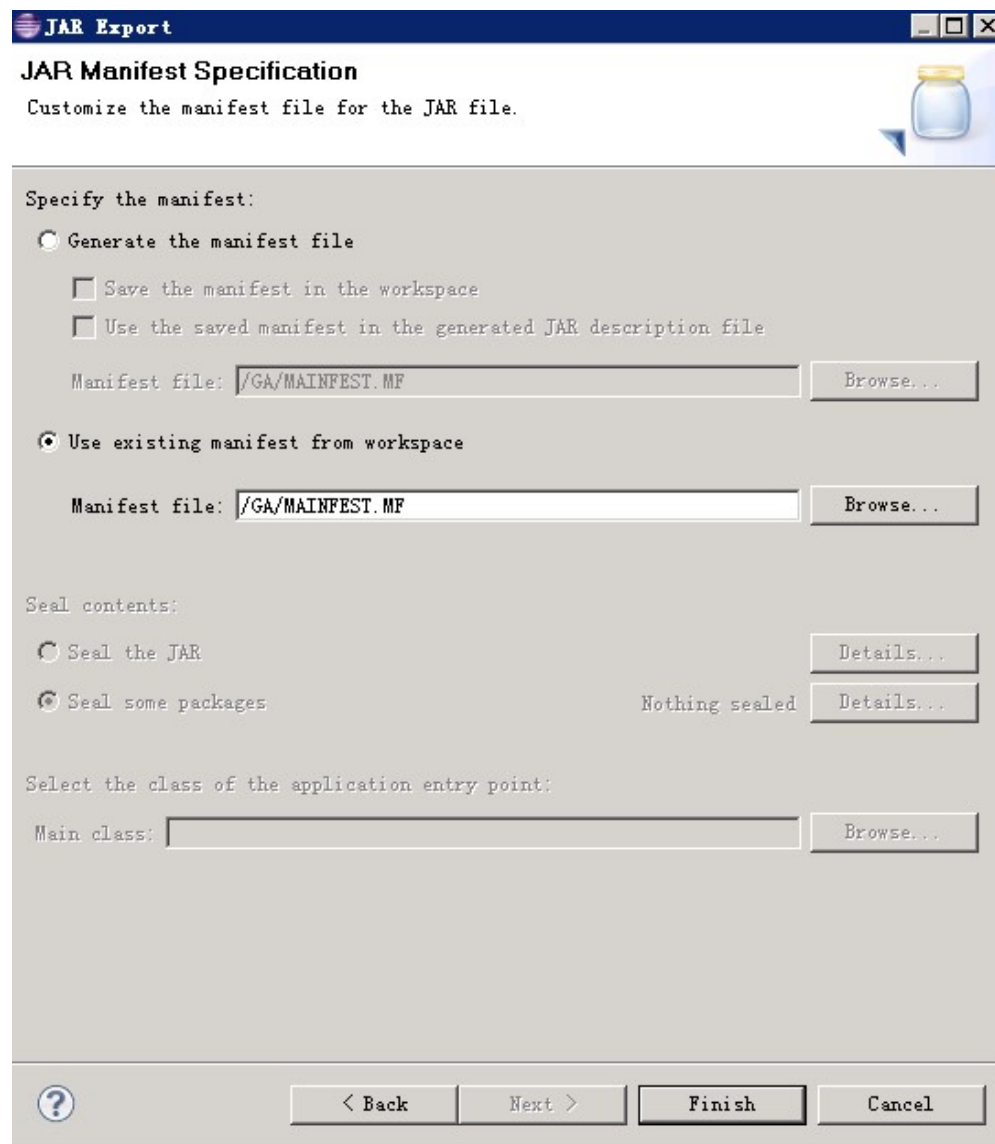 JAR Export
JAR Manifest Specification
Customize the manifest file for the JAR file.
Specify the manifest:
Generate the manifest file
Save the manifest in the workspace
Use the saved manifest in the generated JAR description file
Manifest file: /GA/MAINFEST.MF Browse...
Use existing manifest from workspace
Manifest file: /GA/MAINFEST.MF Browse...
Seal contents:
Seal the JAR Details...
Seal some packages Nothing sealed Details...
Select the class of the application entry point:
Main class: Browse...
? < Back Next > Finish Cancel